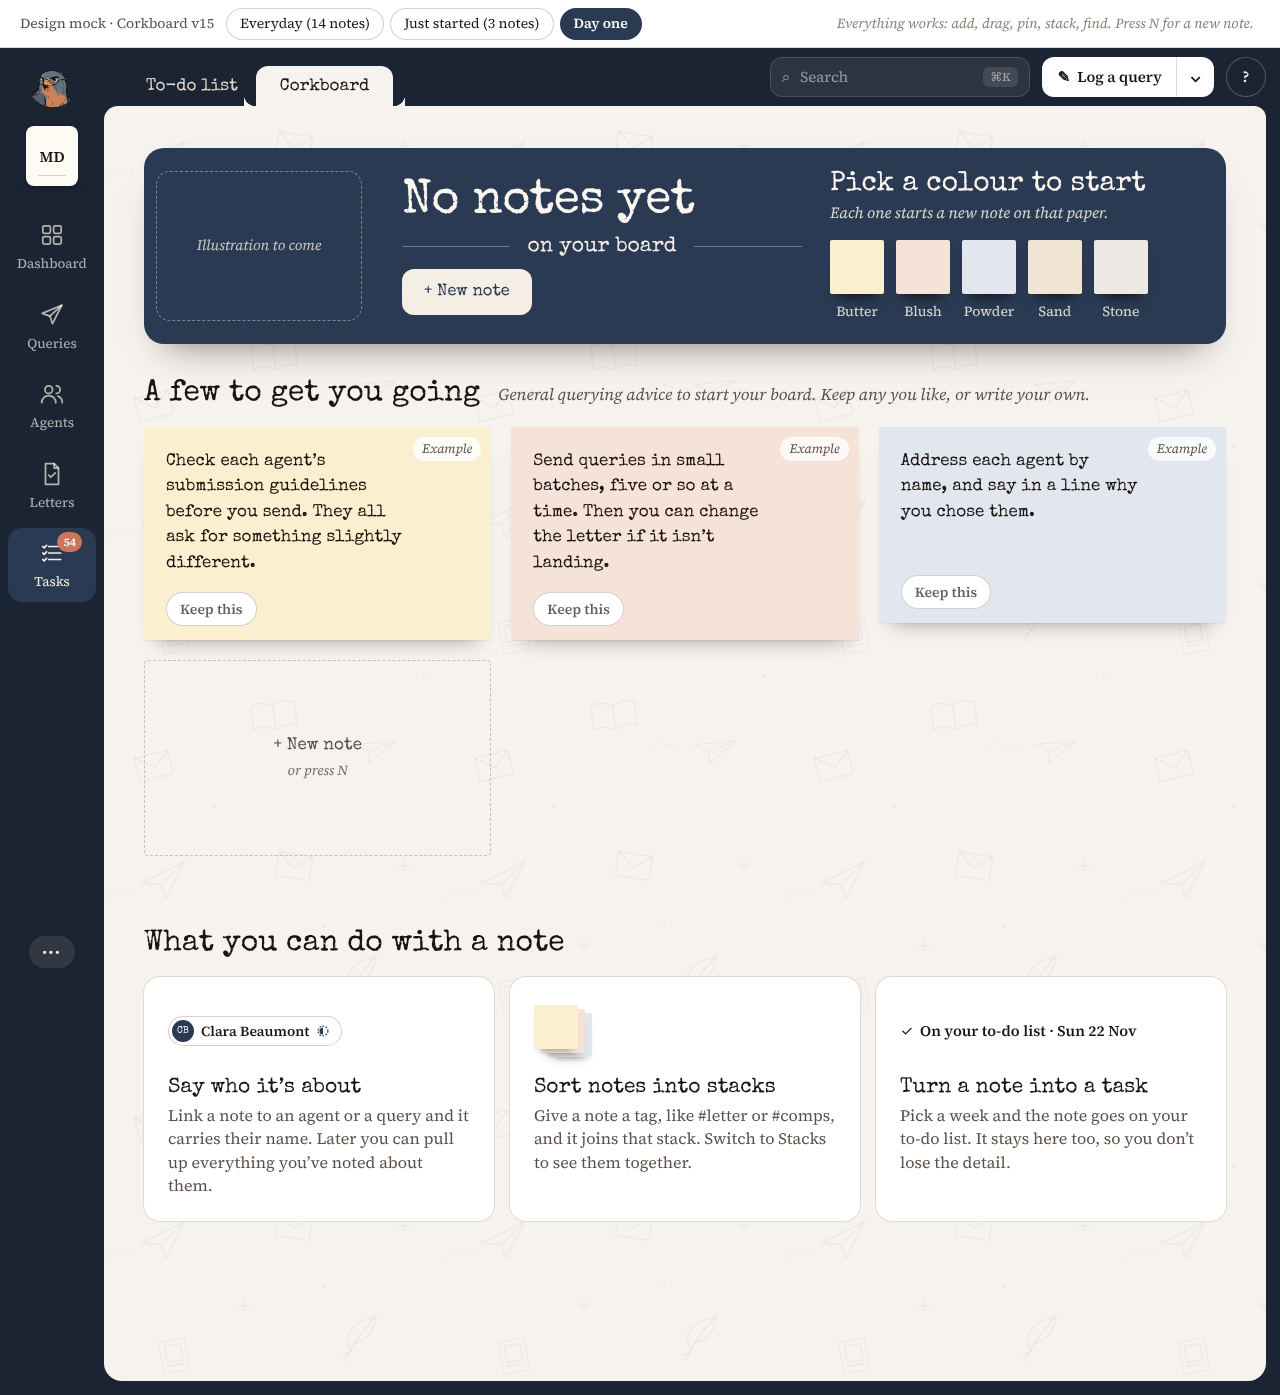 Design mock · Corkboard v15
Everyday (14 notes)
Just started (3 notes)
Day one
Everything works: add, drag, pin, stack, find. Press N for a new note.
To-do list
Corkboard
Search
⌘K
Log a query
?
MD
Dashboard
Queries
Agents
Letters
54
Tasks
Illustration to come
No notes yet
on your board
+ New note
Pick a colour to start
Each one starts a new note on that paper.
Butter
Blush
Powder
Sand
Stone
A few to get you going
General querying advice to start your board. Keep any you like, or write your own.
Example
Check each agent’s
submission guidelines
before you send. They all
ask for something slightly
different.
Keep this
Example
Send queries in small
batches, five or so at a
time. Then you can change
the letter if it isn’t
landing.
Keep this
Example
Address each agent by
name, and say in a line why
you chose them.
Keep this
+ New note
or press N
What you can do with a note
CB
Clara Beaumont
Say who it’s about
Link a note to an agent or a query and it
carries their name. Later you can pull
up everything you’ve noted about
them.
Sort notes into stacks
Give a note a tag, like #letter or #comps,
and it joins that stack. Switch to Stacks
to see them together.
✓ On your to-do list · Sun 22 Nov
Turn a note into a task
Pick a week and the note goes on your
to-do list. It stays here too, so you don’t
lose the detail.